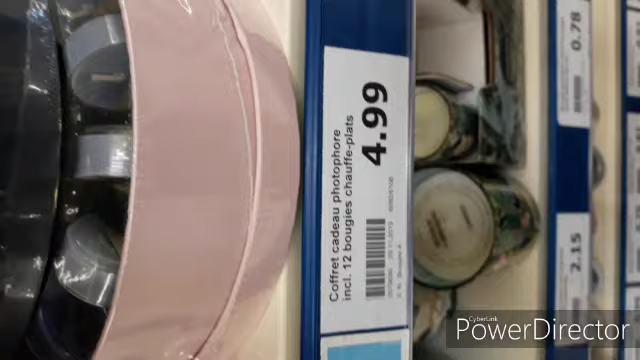 Coffret cadeau photophore
incl. 12 bougies chauffe-plats
4.99
0.78
2.15
CyberLink
PowerDirector